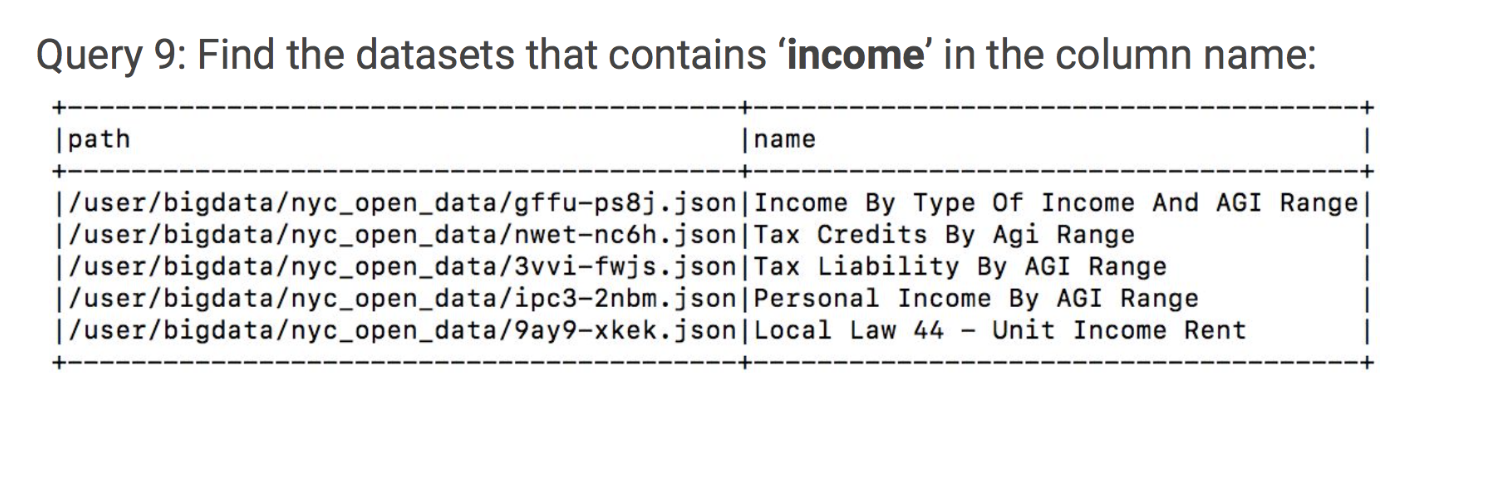 Query 9: Find the datasets that contains ‘income’ in the column name:
+------------------------------------------+--------------------------------------+
|path                                      |name                                  |
+------------------------------------------+--------------------------------------+
|/user/bigdata/nyc_open_data/gffu-ps8j.json|Income By Type Of Income And AGI Range|
|/user/bigdata/nyc_open_data/nwet-nc6h.json|Tax Credits By Agi Range              |
|/user/bigdata/nyc_open_data/3vvi-fwjs.json|Tax Liability By AGI Range            |
|/user/bigdata/nyc_open_data/ipc3-2nbm.json|Personal Income By AGI Range          |
|/user/bigdata/nyc_open_data/9ay9-xkek.json|Local Law 44 - Unit Income Rent       |
+------------------------------------------+--------------------------------------+